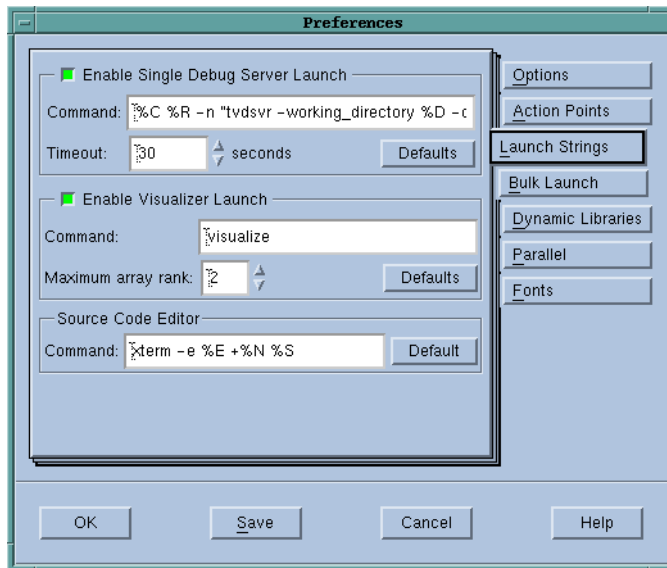 Preferences
Enable Single Debug Server Launch
Command: %C %R -n "tvdsvr -working_directory %D -c
Timeout: 30 seconds Defaults
Enable Visualizer Launch
Command: visualize
Maximum array rank: 2 Defaults
Source Code Editor
Command: xterm -e %E +%N %S Default
Options
Action Points
Launch Strings
Bulk Launch
Dynamic Libraries
Parallel
Fonts
OK Save Cancel Help